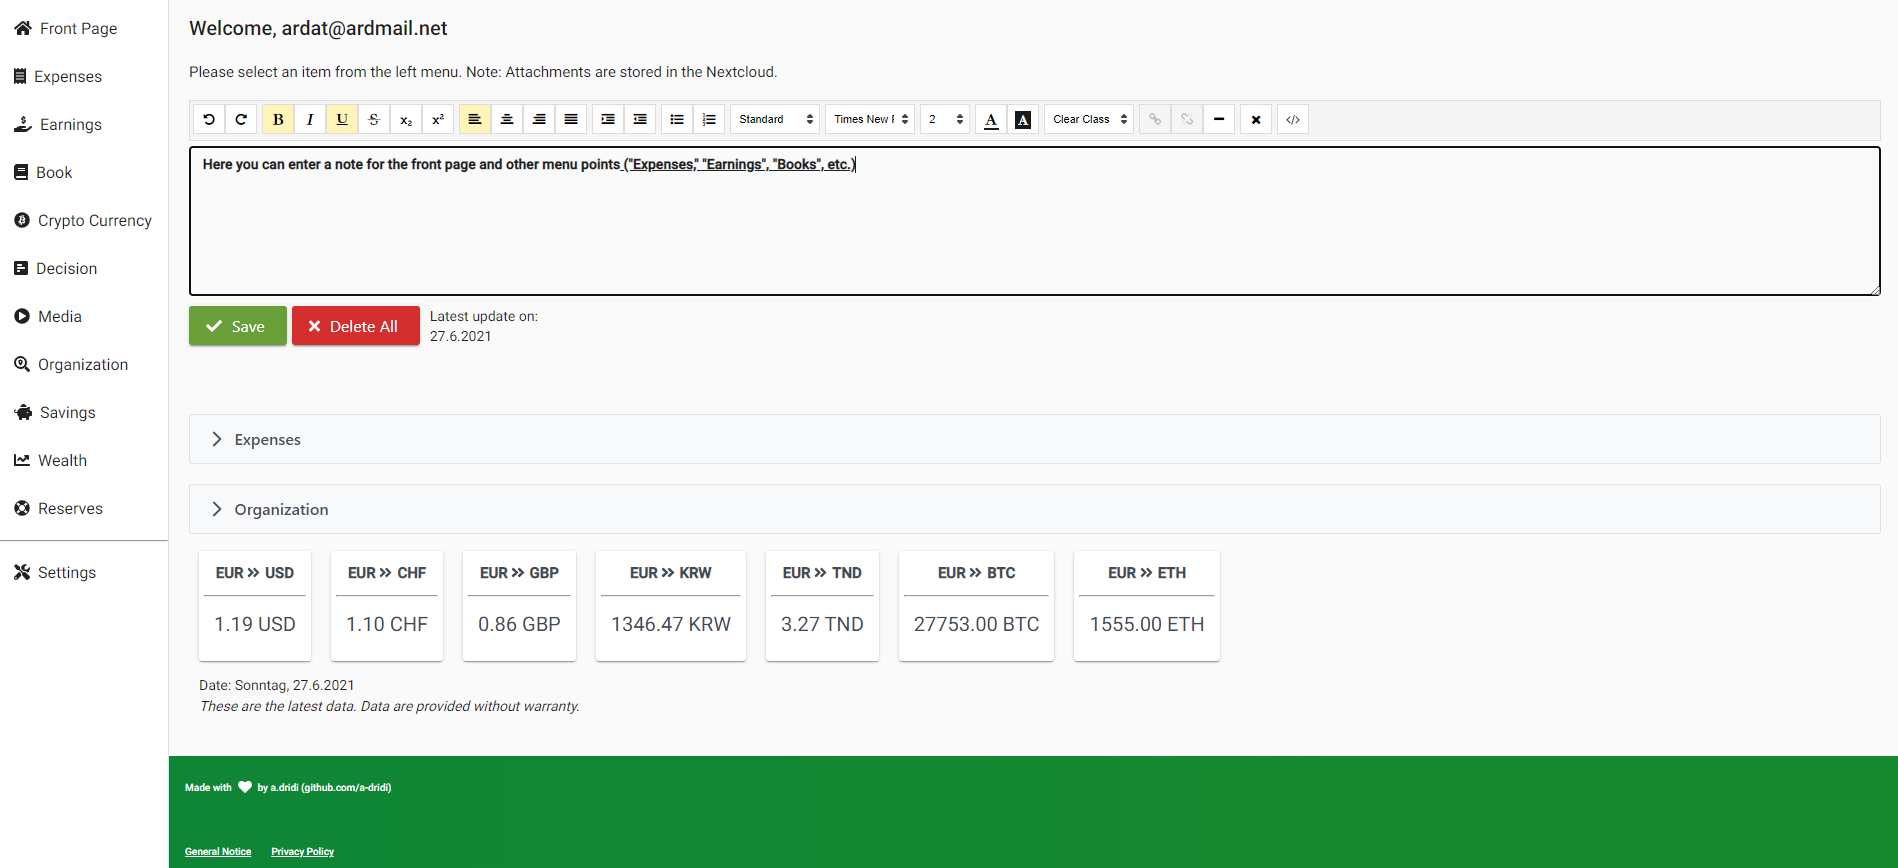 Front Page
Expenses
Earnings
Book
Crypto Currency
Decision
Media
Organization
Savings
Wealth
Reserves
Settings
Welcome, ardat@ardmail.net
Please select an item from the left menu. Note: Attachments are stored in the Nextcloud.
B I U S x₂ x² Standard Times New F 2 A A Clear Class </>
Here you can enter a note for the front page and other menu points ("Expenses," "Earnings", "Books", etc.)
Save Delete All Latest update on:
27.6.2021
Expenses
Organization
EUR » USD EUR » CHF EUR » GBP EUR » KRW EUR » TND EUR » BTC EUR » ETH
1.19 USD 1.10 CHF 0.86 GBP 1346.47 KRW 3.27 TND 27753.00 BTC 1555.00 ETH
Date: Sonntag, 27.6.2021
These are the latest data. Data are provided without warranty.
Made with ♥ by a.dridi (github.com/a-dridi)
General Notice Privacy Policy